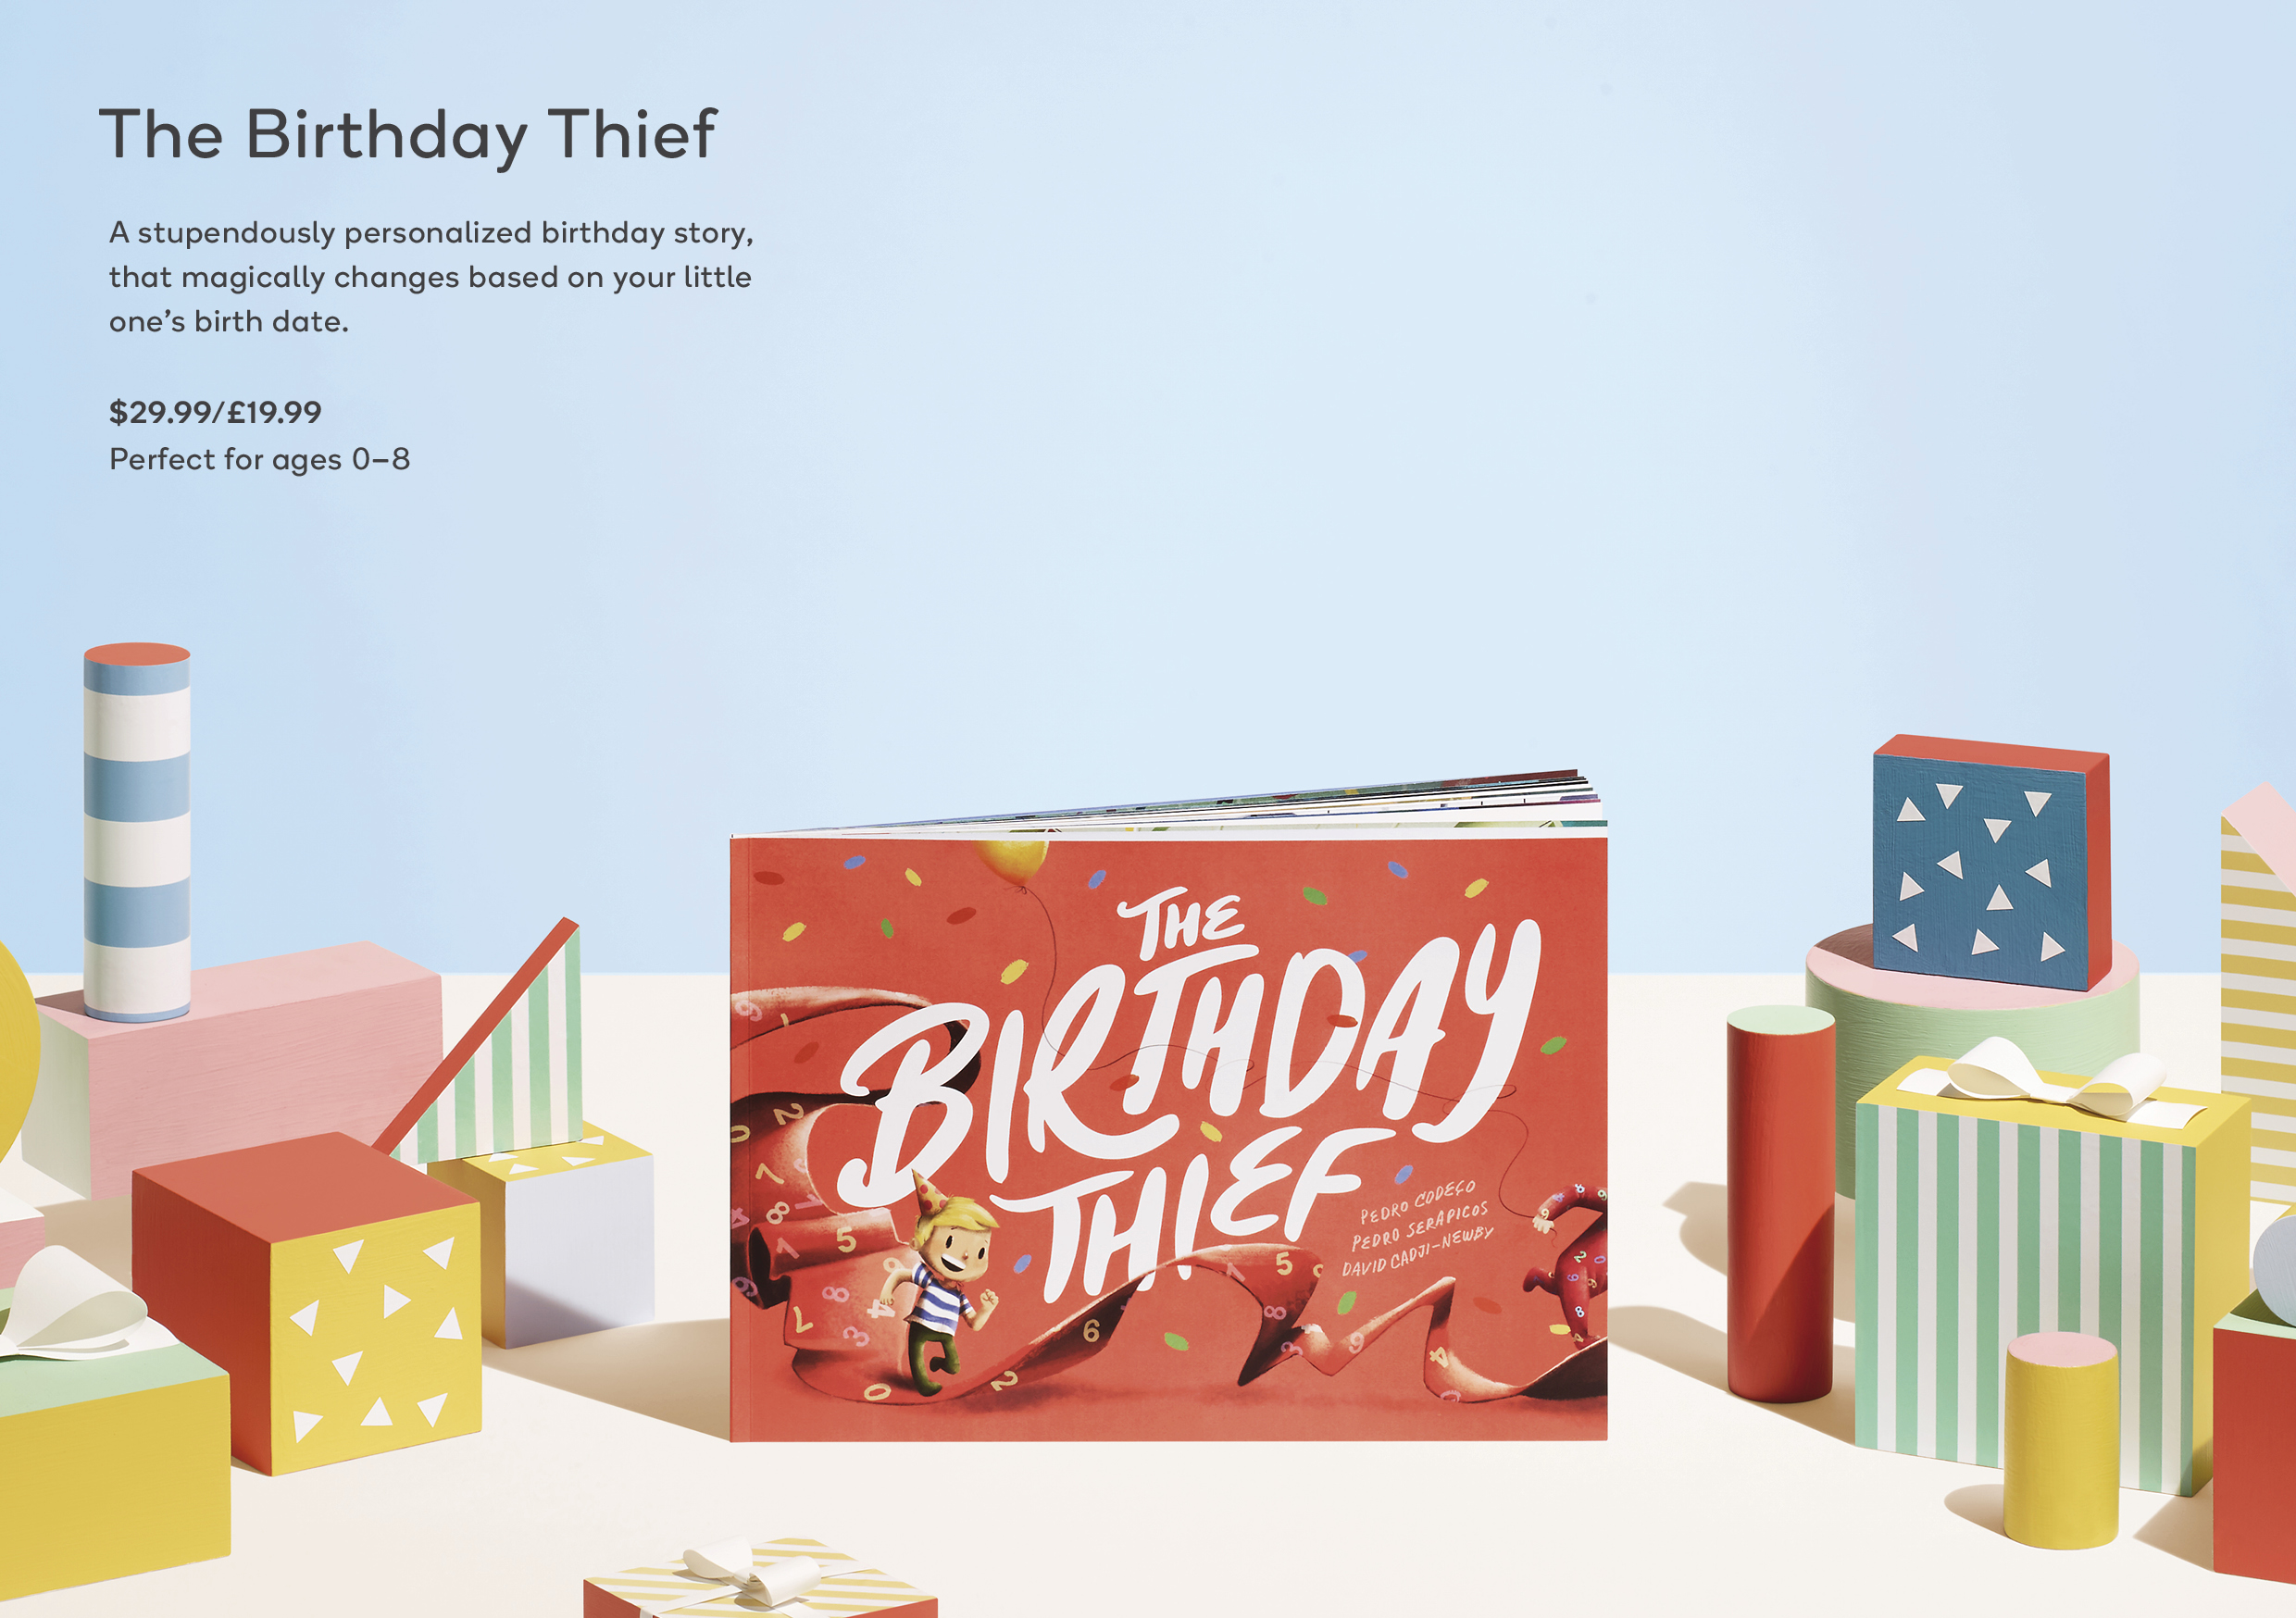 The Birthday Thief
A stupendously personalized birthday story,
that magically changes based on your little
one’s birth date.
$29.99/£19.99
Perfect for ages 0–8
THE
BIRTHDAY
THIEF
PEDRO CODEÇO
PEDRO SERAPICOS
DAVID CADJI-NEWBY